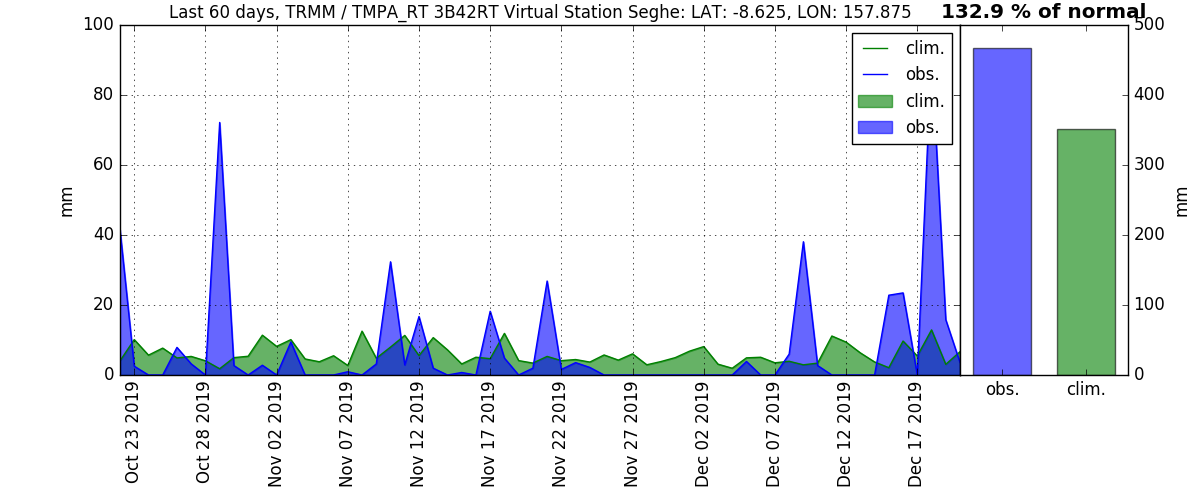 Last 60 days, TRMM / TMPA_RT 3B42RT Virtual Station Seghe: LAT: -8.625, LON: 157.875
132.9 % of normal
100
80
60
40
20
0
mm
clim.
obs.
clim.
obs.
Oct 23 2019
Oct 28 2019
Nov 02 2019
Nov 07 2019
Nov 12 2019
Nov 17 2019
Nov 22 2019
Nov 27 2019
Dec 02 2019
Dec 07 2019
Dec 12 2019
Dec 17 2019
500
400
300
200
100
0
mm
obs.
clim.